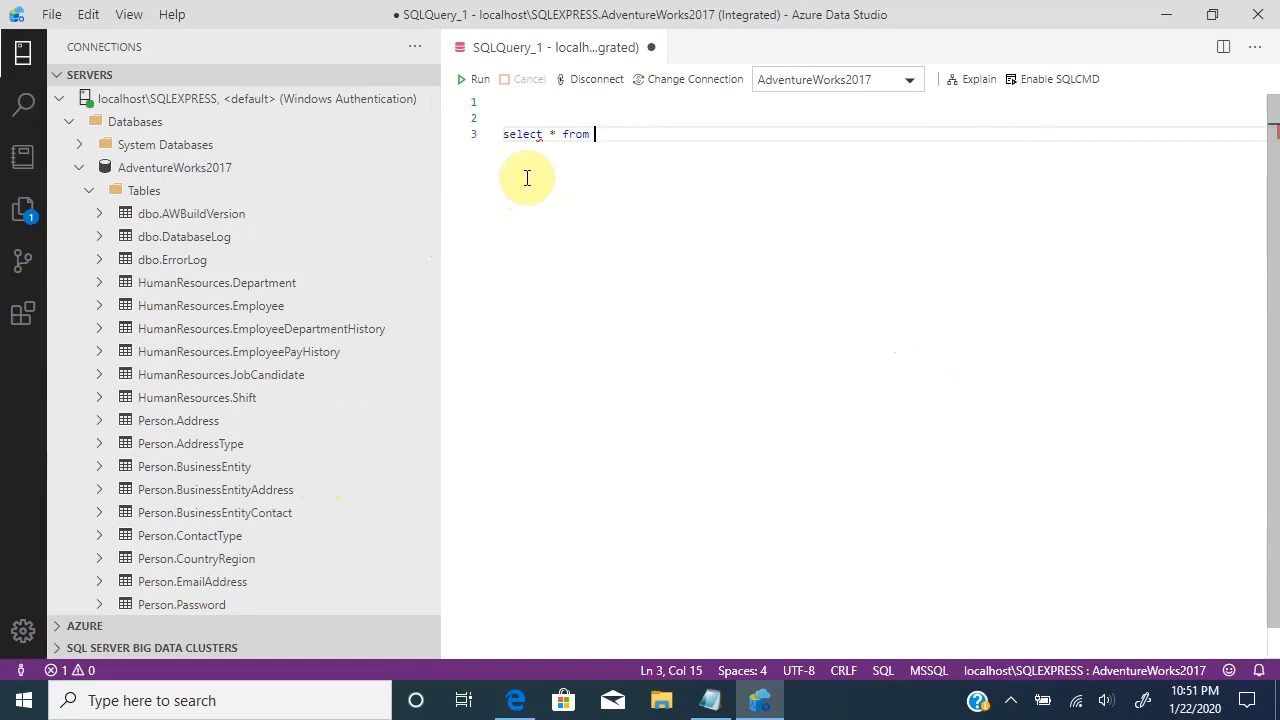 File Edit View Help
● SQLQuery_1 - localhost\SQLEXPRESS.AdventureWorks2017 (Integrated) - Azure Data Studio
CONNECTIONS
SERVERS
localhost\SQLEXPRESS, <default> (Windows Authentication)
Databases
System Databases
AdventureWorks2017
Tables
dbo.AWBuildVersion
dbo.DatabaseLog
dbo.ErrorLog
HumanResources.Department
HumanResources.Employee
HumanResources.EmployeeDepartmentHistory
HumanResources.EmployeePayHistory
HumanResources.JobCandidate
HumanResources.Shift
Person.Address
Person.AddressType
Person.BusinessEntity
Person.BusinessEntityAddress
Person.BusinessEntityContact
Person.ContactType
Person.CountryRegion
Person.EmailAddress
Person.Password
AZURE
SQL SERVER BIG DATA CLUSTERS
1
SQLQuery_1 - localh...grated) ●
Run Cancel Disconnect Change Connection AdventureWorks2017 Explain Enable SQLCMD
1
2
3 select * from
1 0
Ln 3, Col 15 Spaces: 4 UTF-8 CRLF SQL MSSQL localhost\SQLEXPRESS : AdventureWorks2017
Type here to search
10:51 PM
1/22/2020